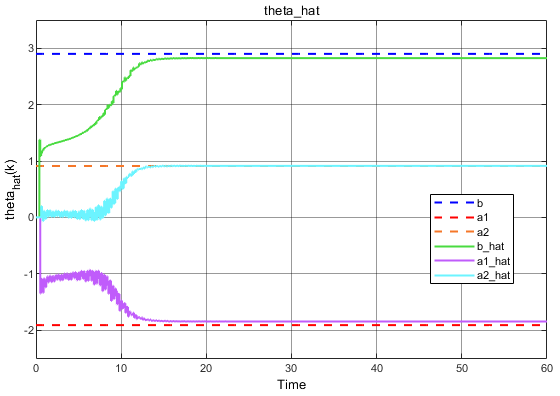 theta_hat
3
2
1
0
-1
-2
theta_hat(k)
0
10
20
30
40
50
60
Time
b
a1
a2
b_hat
a1_hat
a2_hat